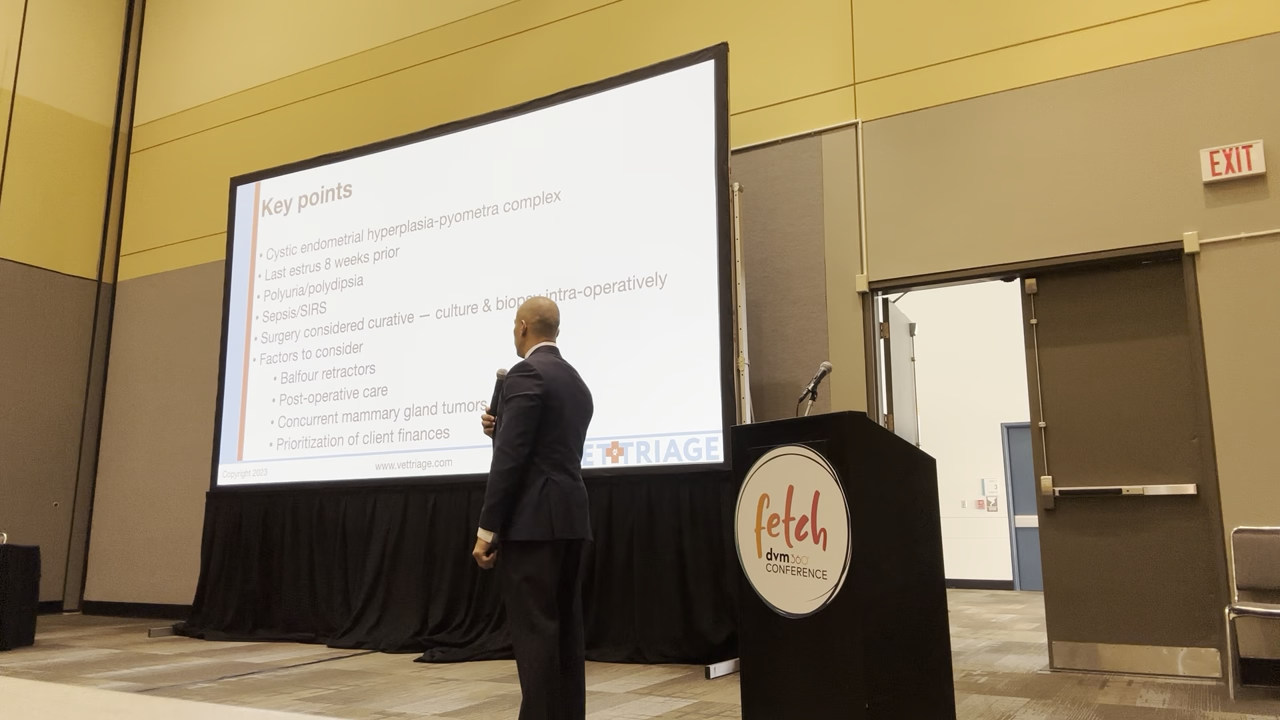 Key points
• Cystic endometrial hyperplasia-pyometra complex
• Last estrus 8 weeks prior
• Polyuria/polydipsia
• Sepsis/SIRS
• Surgery considered curative — culture & biopsy intra-operatively
• Factors to consider
• Balfour retractors
• Post-operative care
• Concurrent mammary gland tumors
• Prioritization of client finances
Copyright 2023
www.vettriage.com
ET TRIAGE
EXIT
fetch
dvm360
CONFERENCE